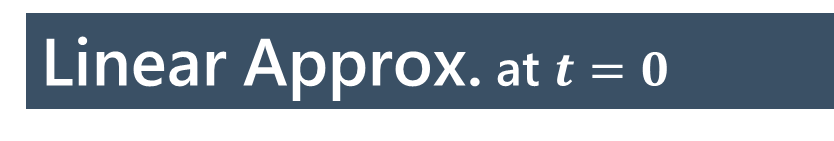 Linear Approx. at t = 0